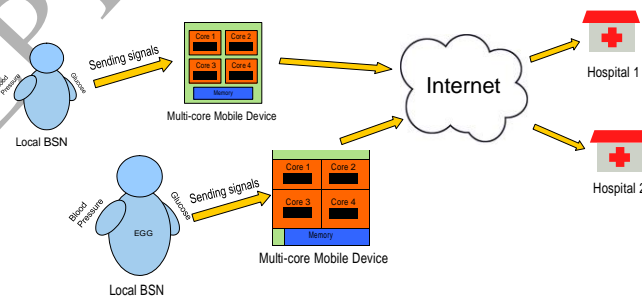 Core 1
Core 2
Core 3
Core 4
Memory
Multi-core Mobile Device
Sending signals
Pressure
Glucose
Local BSN
Internet
Hospital 1
Hospital 2
Core 1
Core 2
Core 3
Core 4
Memory
Multi-core Mobile Device
Sending signals
Blood
Pressure
Glucose
EGG
Local BSN